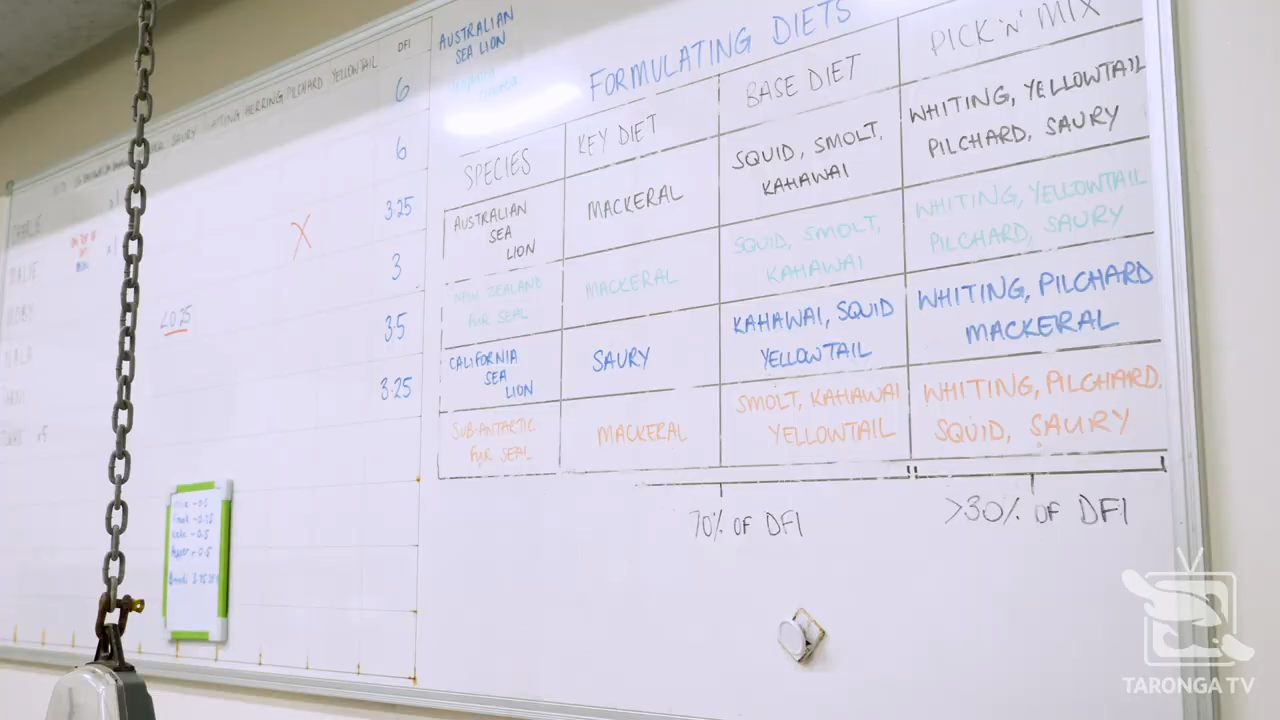 SAURY
HERRING
PILCHARD
YELLOWTAIL
DFI
6
6
3.25
3
3.5
3.25
X
<0.25
x5
AUSTRALIAN
SEA LION
FORMULATING DIETS
SPECIES
KEY DIET
BASE DIET
PICK 'N' MIX
AUSTRALIAN
SEA
LION
MACKERAL
SQUID, SMOLT,
KAHAWAI
WHITING, YELLOWTAIL
PILCHARD, SAURY
NEW ZEALAND
FUR SEAL
MACKERAL
SQUID, SMOLT,
KAHAWAI
WHITING, YELLOWTAIL
PILCHARD, SAURY
CALIFORNIA
SEA
LION
SAURY
KAHAWAI, SQUID
YELLOWTAIL
WHITING, PILCHARD
MACKERAL
SUB-ANTARTIC
FUR SEAL
MACKERAL
SMOLT, KAHAWAI
YELLOWTAIL
WHITING, PILCHARD.
SQUID, SAURY
70% OF DFI
>30% OF DFI
TARONGA TV